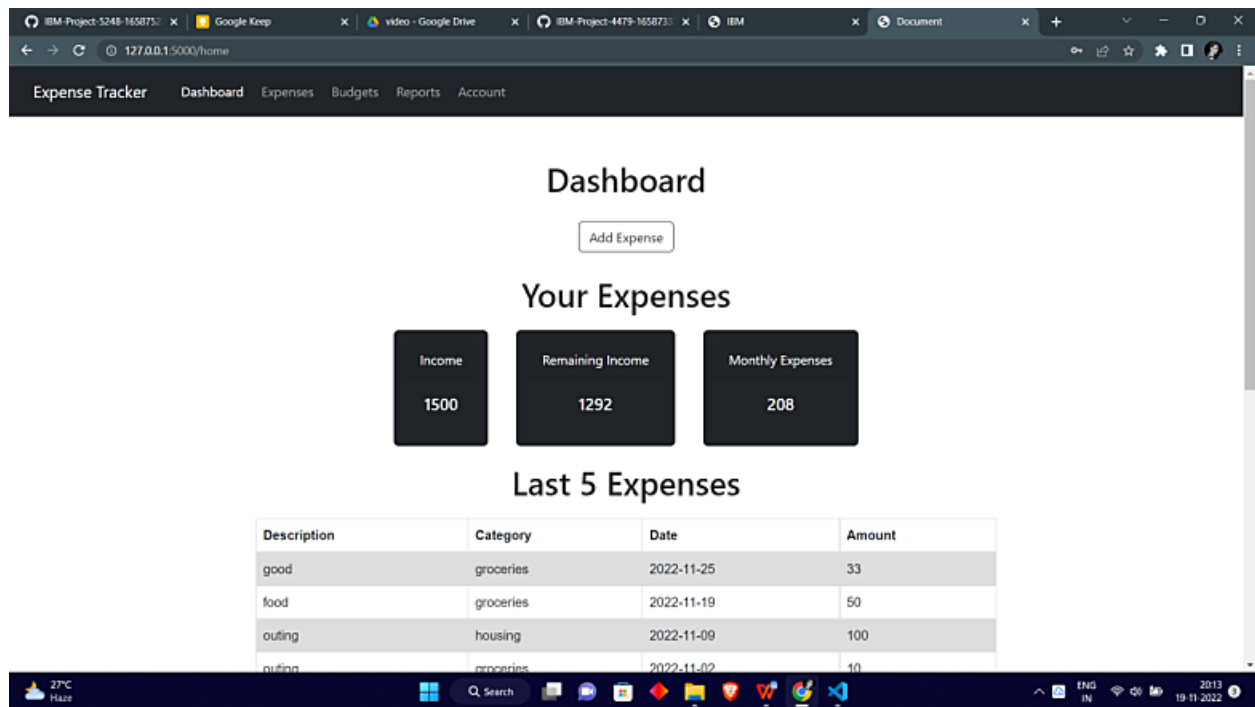 IBM-Project-5248-1658752 Google Keep video - Google Drive IBM-Project-4479-1658733 IBM Document
127.0.0.1:5000/home
Expense Tracker Dashboard Expenses Budgets Reports Account
Dashboard
Add Expense
Your Expenses
Income Remaining Income Monthly Expenses
1500 1292 208
Last 5 Expenses
Description Category Date Amount
good groceries 2022-11-25 33
food groceries 2022-11-19 50
outing housing 2022-11-09 100
outing groceries 2022-11-02 10
27°C
Haze
Search
ENG
IN
20:13
19-11-2022
3